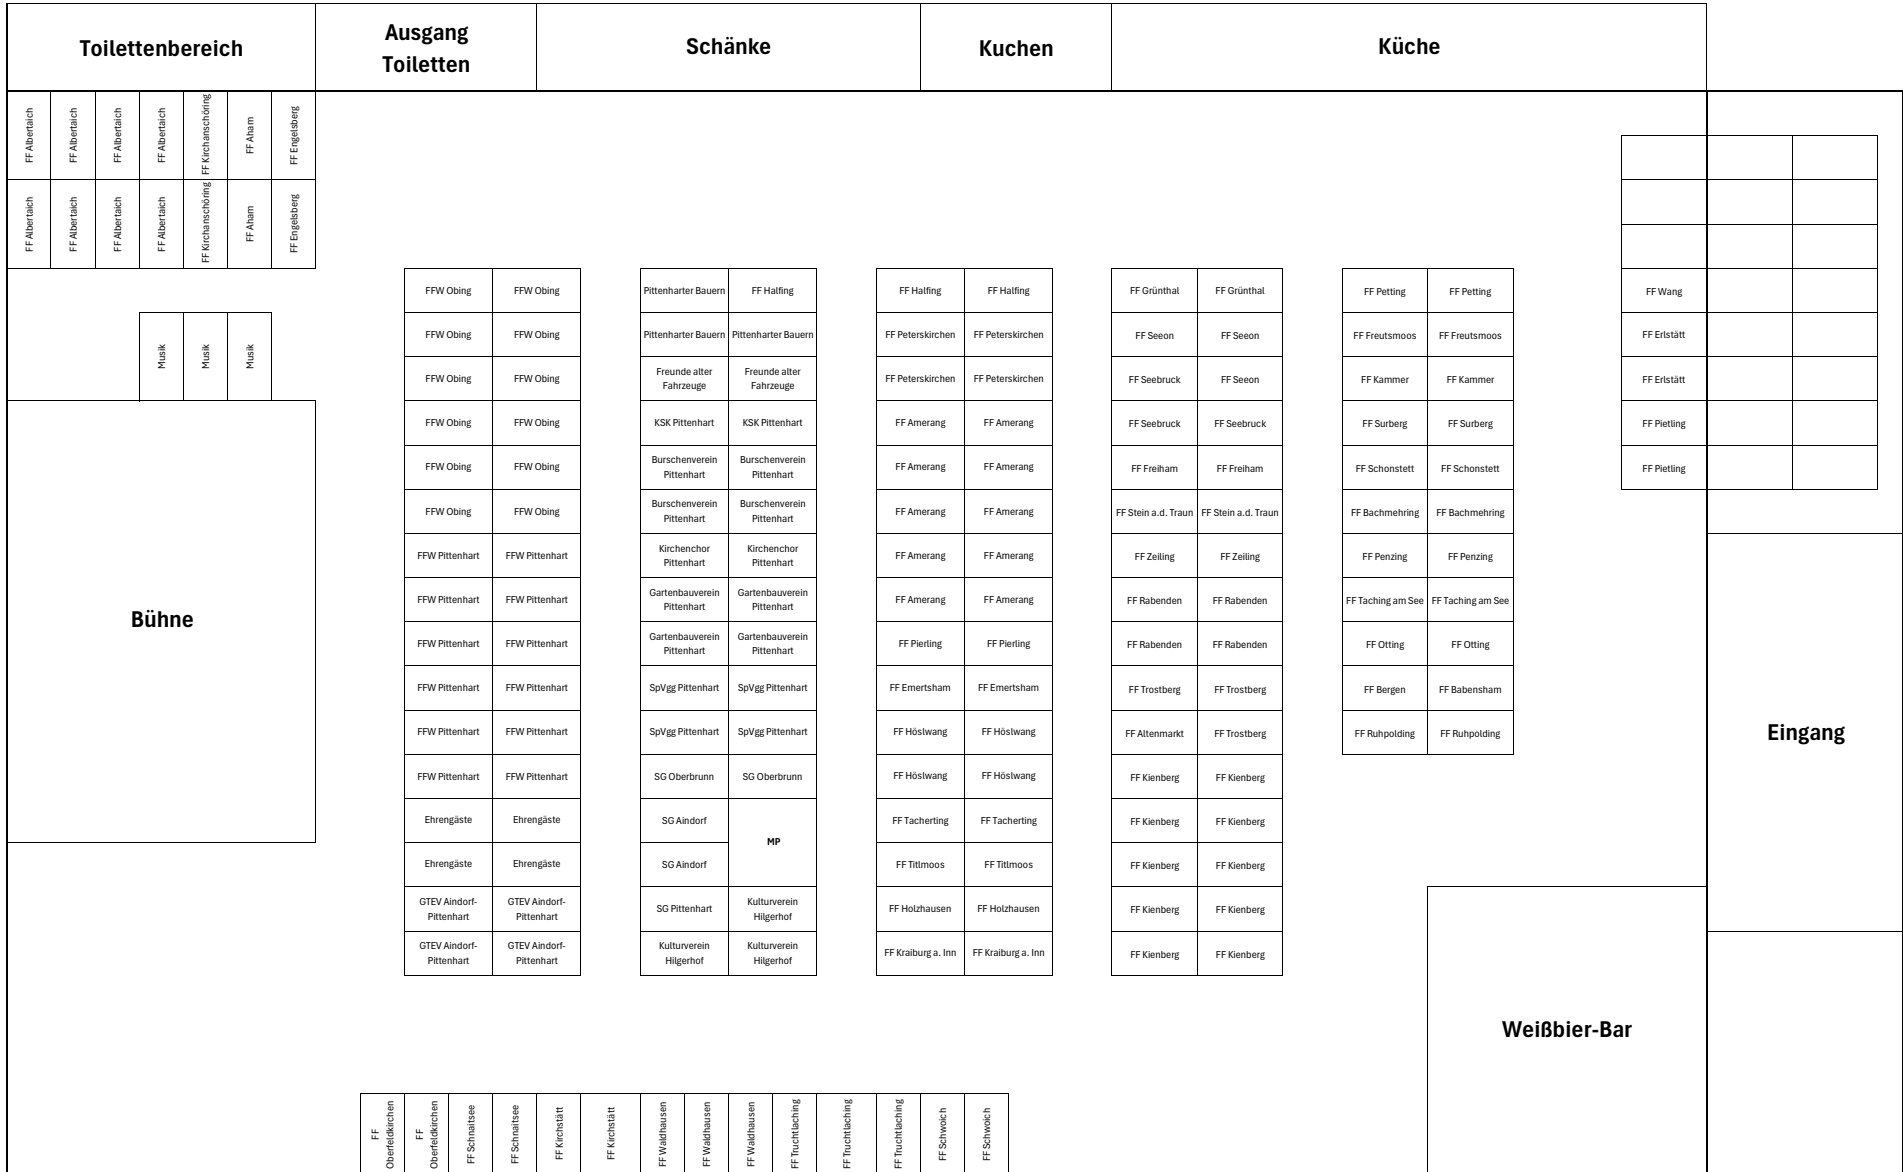 Toilettenbereich
Ausgang
Toiletten
Schänke
Kuchen
Küche
FF Albertaich
FF Albertaich
FF Albertaich
FF Albertaich
FF Kirchanschöring
FF Aham
FF Engelsberg
FF Albertaich
FF Albertaich
FF Albertaich
FF Albertaich
FF Kirchanschöring
FF Aham
FF Engelsberg
Musik
Musik
Musik
Bühne
FFW Obing FFW Obing
FFW Obing FFW Obing
FFW Obing FFW Obing
FFW Obing FFW Obing
FFW Obing FFW Obing
FFW Obing FFW Obing
FFW Pittenhart FFW Pittenhart
FFW Pittenhart FFW Pittenhart
FFW Pittenhart FFW Pittenhart
FFW Pittenhart FFW Pittenhart
FFW Pittenhart FFW Pittenhart
FFW Pittenhart FFW Pittenhart
Ehrengäste Ehrengäste
Ehrengäste Ehrengäste
GTEV Aindorf- GTEV Aindorf-
Pittenhart Pittenhart
GTEV Aindorf- GTEV Aindorf-
Pittenhart Pittenhart
Pittenharter Bauern FF Halfing
Pittenharter Bauern Pittenharter Bauern
Freunde alter Freunde alter
Fahrzeuge Fahrzeuge
KSK Pittenhart KSK Pittenhart
Burschenverein Burschenverein
Pittenhart Pittenhart
Burschenverein Burschenverein
Pittenhart Pittenhart
Kirchenchor Kirchenchor
Pittenhart Pittenhart
Gartenbauverein Gartenbauverein
Pittenhart Pittenhart
Gartenbauverein Gartenbauverein
Pittenhart Pittenhart
SpVgg Pittenhart SpVgg Pittenhart
SpVgg Pittenhart SpVgg Pittenhart
SG Oberbrunn SG Oberbrunn
SG Aindorf
MP
SG Aindorf
SG Pittenhart
Kulturverein
Hilgerhof
Kulturverein Kulturverein
Hilgerhof Hilgerhof
FF Halfing FF Halfing
FF Peterskirchen FF Peterskirchen
FF Peterskirchen FF Peterskirchen
FF Amerang FF Amerang
FF Amerang FF Amerang
FF Amerang FF Amerang
FF Amerang FF Amerang
FF Amerang FF Amerang
FF Pierling FF Pierling
FF Emertsham FF Emertsham
FF Höslwang FF Höslwang
FF Höslwang FF Höslwang
FF Tacherting FF Tacherting
FF Titlmoos FF Titlmoos
FF Holzhausen FF Holzhausen
FF Kraiburg a. Inn FF Kraiburg a. Inn
FF Grünthal FF Grünthal
FF Seeon FF Seeon
FF Seebruck FF Seeon
FF Seebruck FF Seebruck
FF Freiham FF Freiham
FF Stein a.d. Traun FF Stein a.d. Traun
FF Zeiling FF Zeiling
FF Rabenden FF Rabenden
FF Rabenden FF Rabenden
FF Trostberg FF Trostberg
FF Altenmarkt FF Trostberg
FF Kienberg FF Kienberg
FF Kienberg FF Kienberg
FF Kienberg FF Kienberg
FF Kienberg FF Kienberg
FF Kienberg FF Kienberg
FF Petting FF Petting
FF Freutsmoos FF Freutsmoos
FF Kammer FF Kammer
FF Surberg FF Surberg
FF Schonstett FF Schonstett
FF Bachmehring FF Bachmehring
FF Penzing FF Penzing
FF Taching am See FF Taching am See
FF Otting FF Otting
FF Bergen FF Babensham
FF Ruhpolding FF Ruhpolding
FF Wang
FF Erlstätt
FF Erlstätt
FF Pietling
FF Pietling
Eingang
Weißbier-Bar
FF
Oberfeldkirchen
FF
Oberfeldkirchen
FF Schnaitsee
FF Schnaitsee
FF Kirchstätt
FF Kirchstätt
FF Waldhausen
FF Waldhausen
FF Waldhausen
FF Truchtlaching
FF Truchtlaching
FF Truchtlaching
FF Schwoich
FF Schwoich